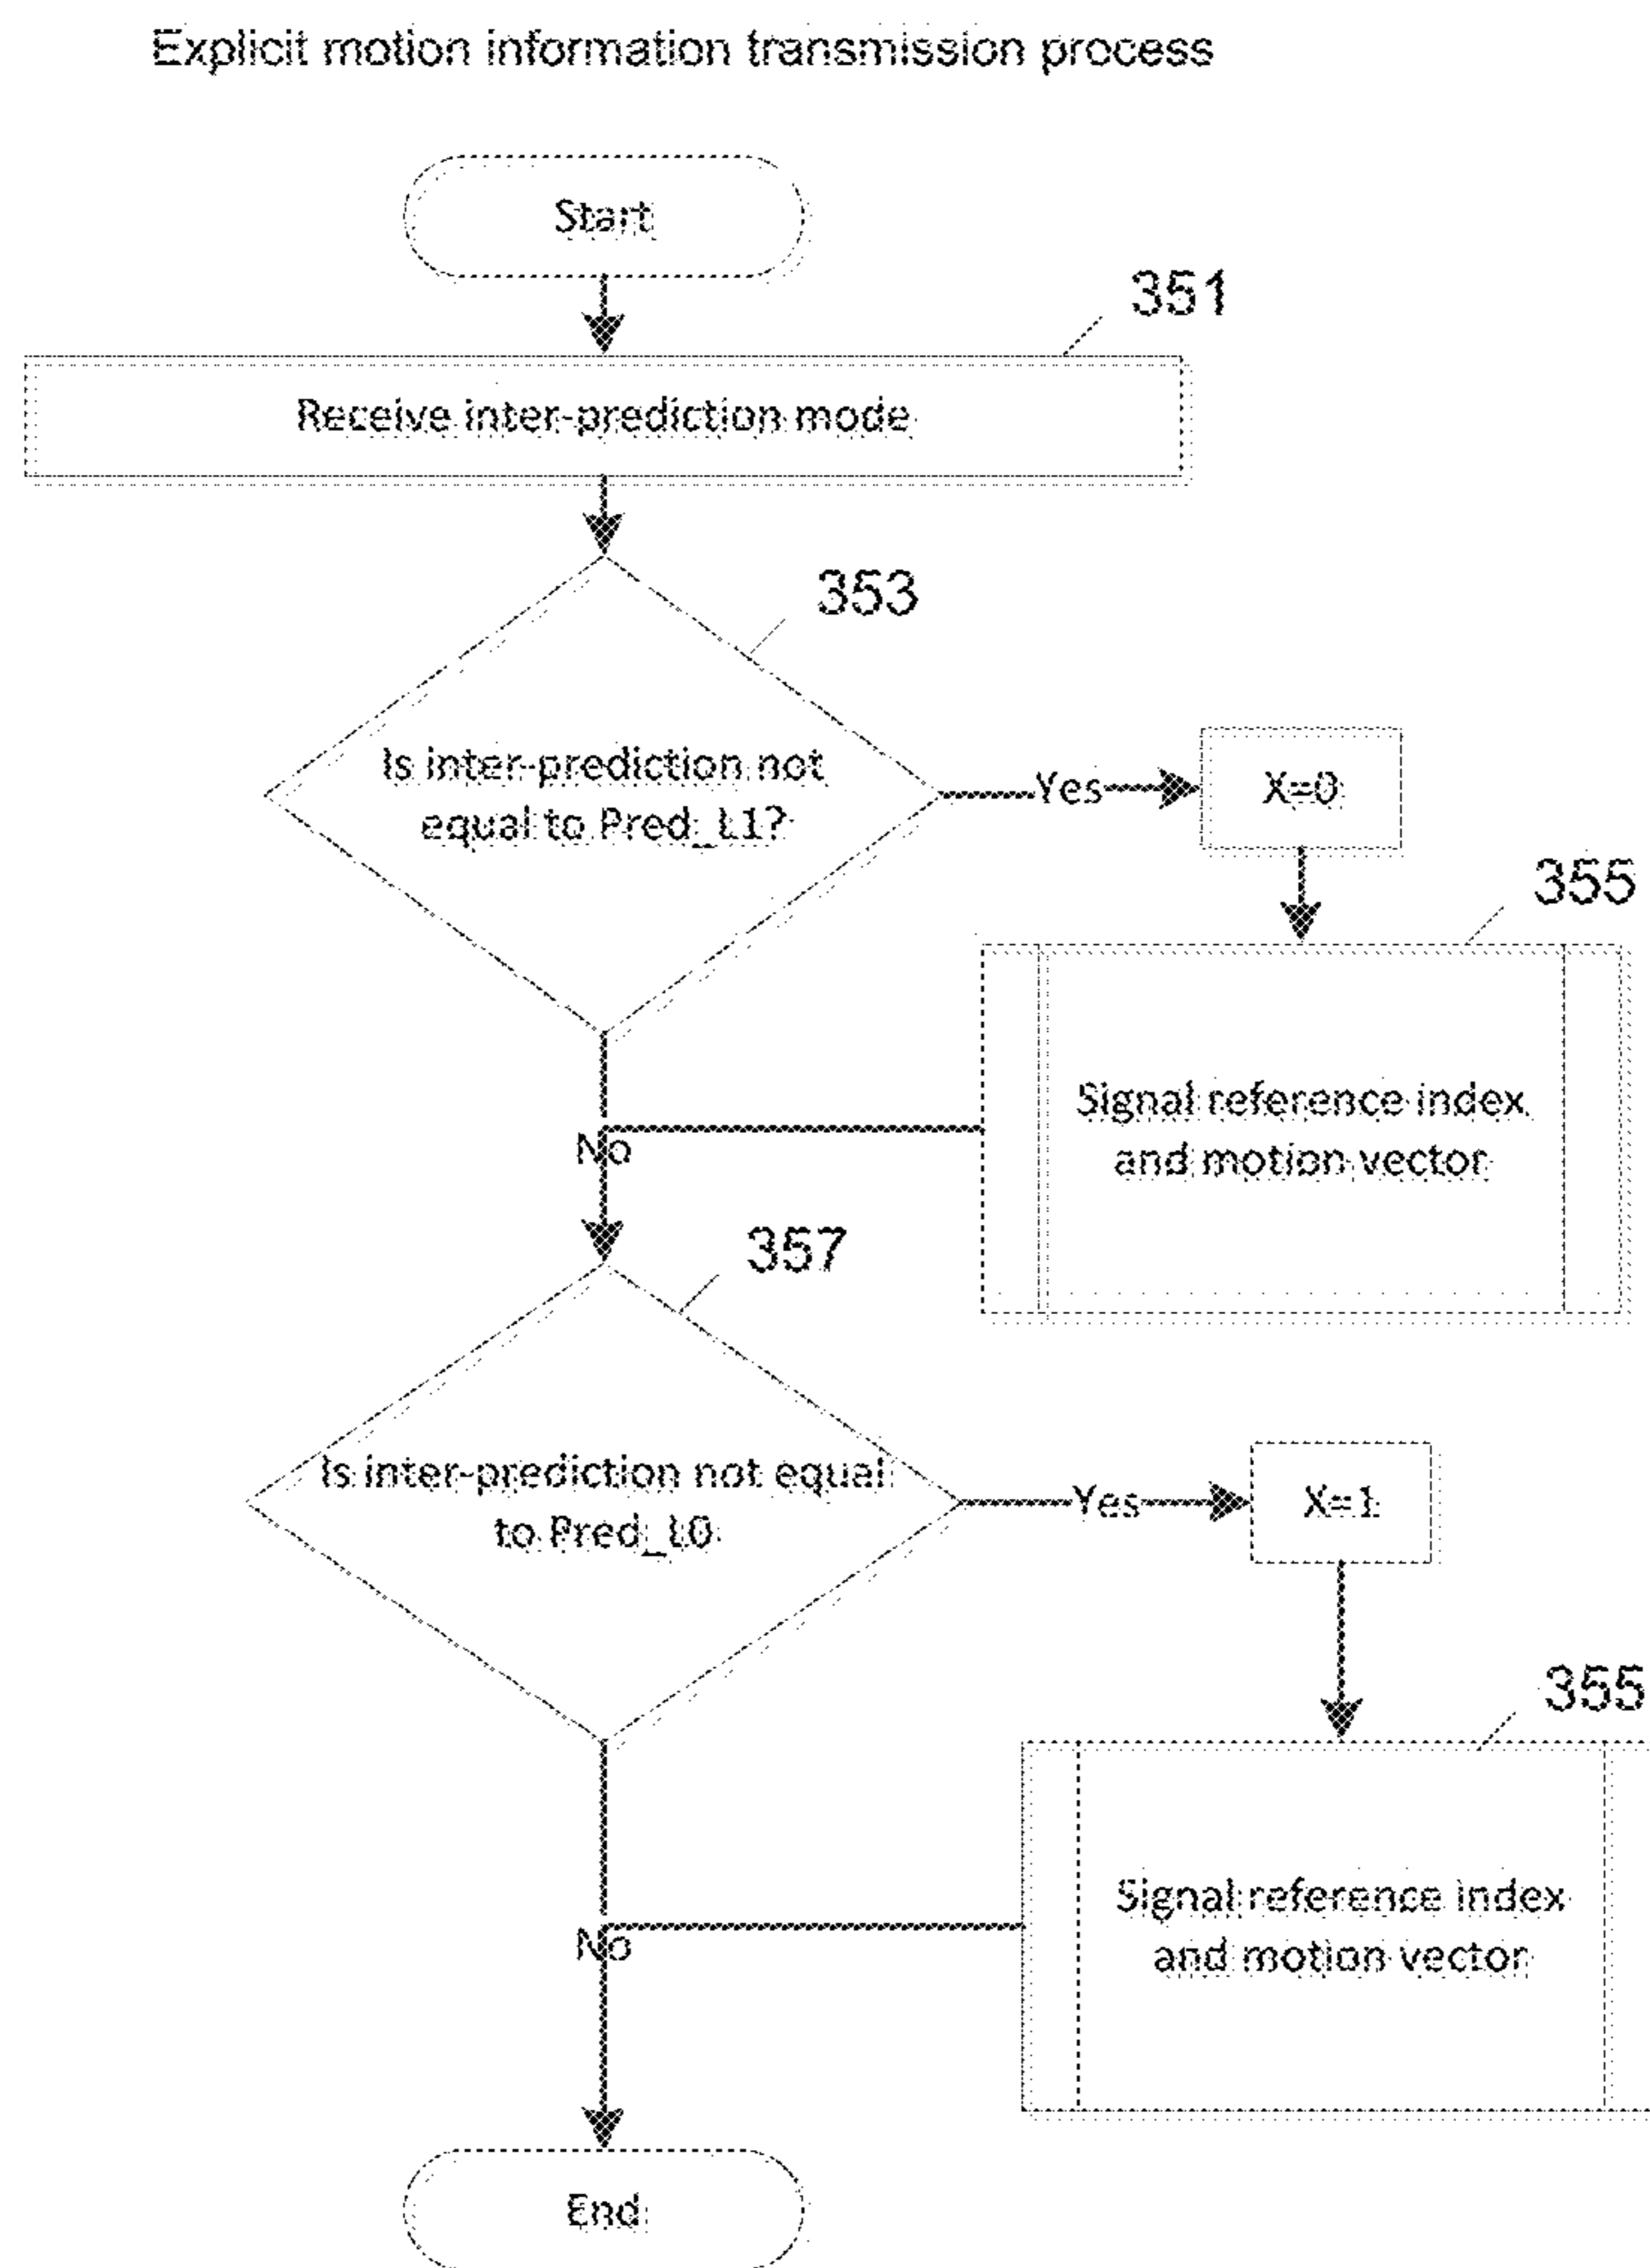 Explicit motion information transmission process
Start
351
Receive inter-prediction mode
353
Is inter-prediction not
equal to Pred_L1?
Yes
X=0
355
Signal reference index
and motion vector
No
357
Is inter-prediction not equal
to Pred_L0
Yes
X=1
355
Signal reference index
and motion vector
No
End